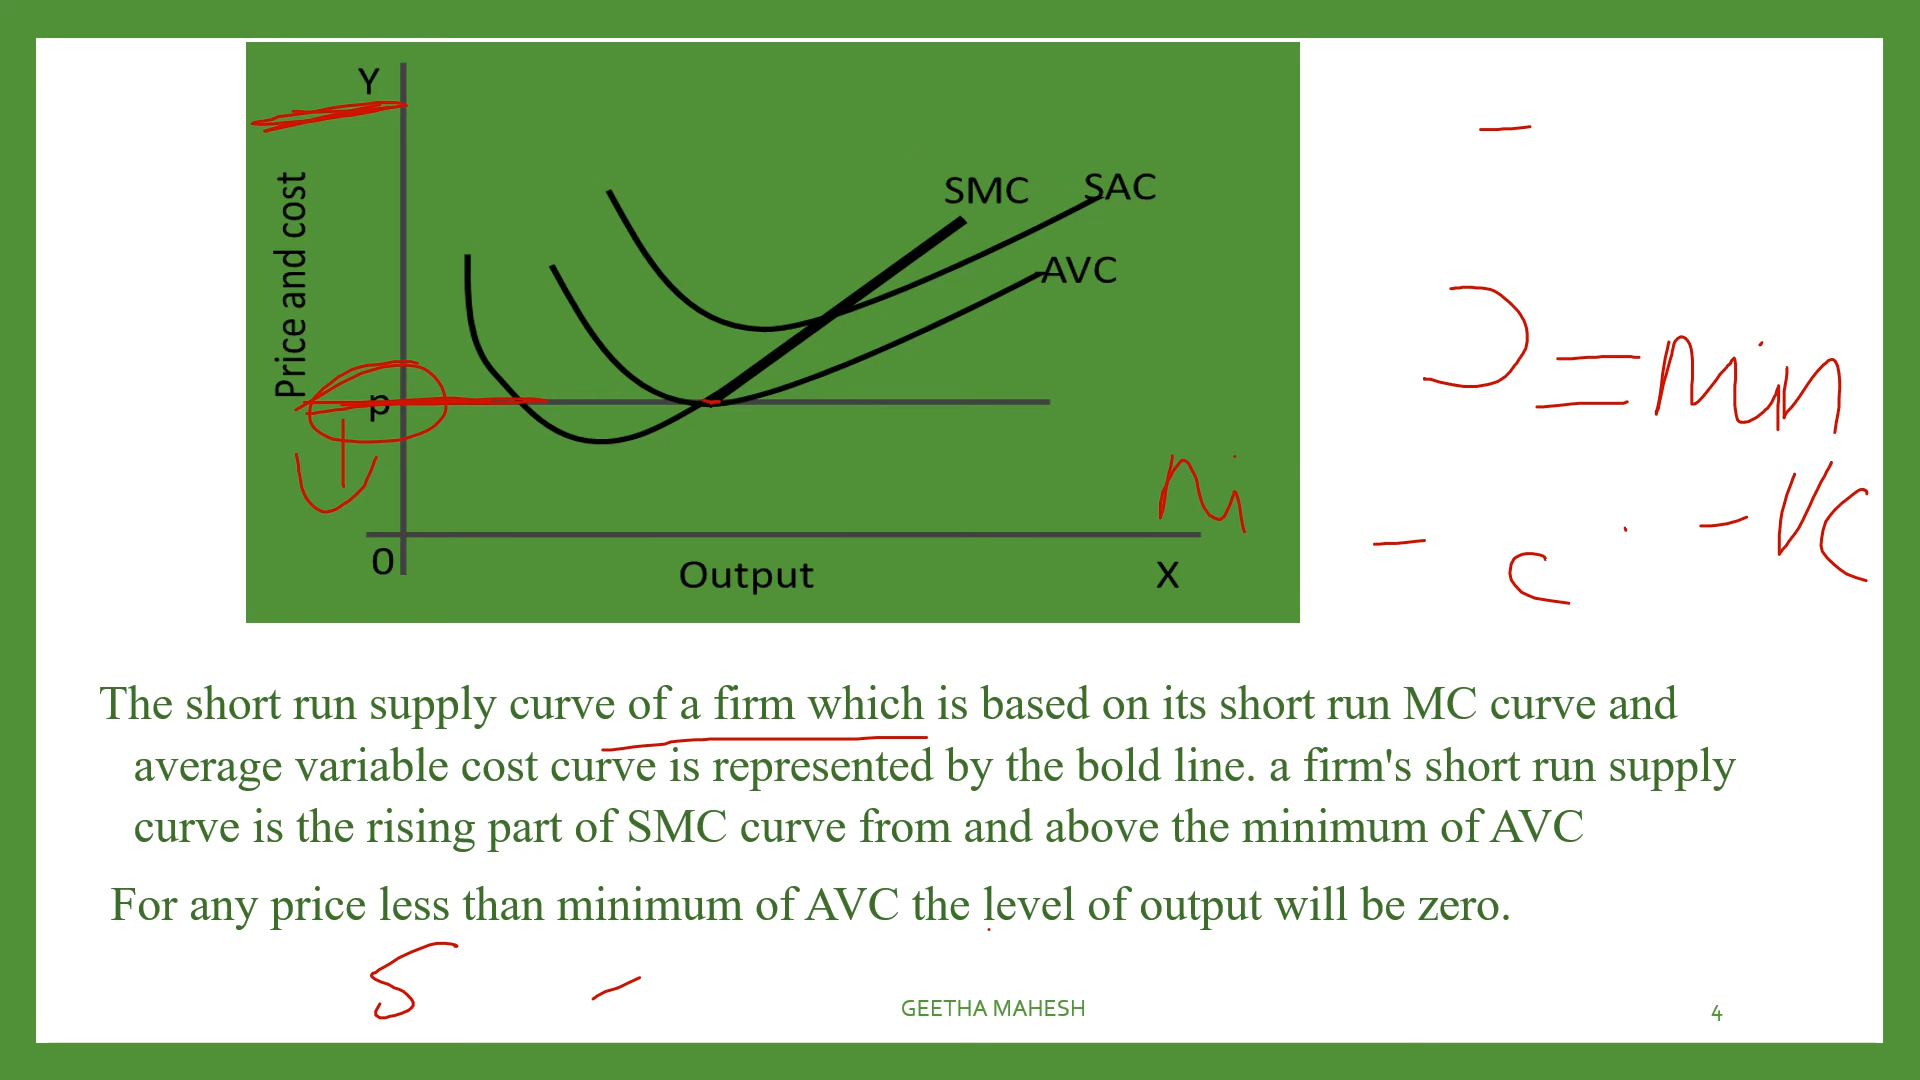 Y
SMC
SAC
AVC
Price and cost
p
= min
VC
0
Output
X
The short run supply curve of a firm which is based on its short run MC curve and
average variable cost curve is represented by the bold line. a firm's short run supply
curve is the rising part of SMC curve from and above the minimum of AVC
For any price less than minimum of AVC the level of output will be zero.
GEETHA MAHESH
4